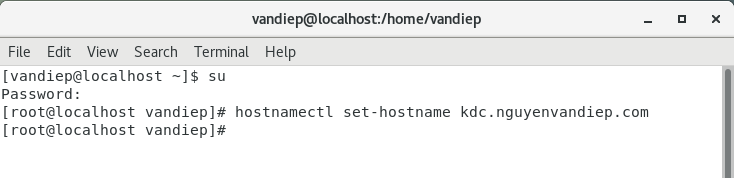 vandiep@localhost:/home/vandiep
File Edit View Search Terminal Help
[vandiep@localhost ~]$ su
Password:
[root@localhost vandiep]# hostnamectl set-hostname kdc.nguyenvandiep.com
[root@localhost vandiep]#